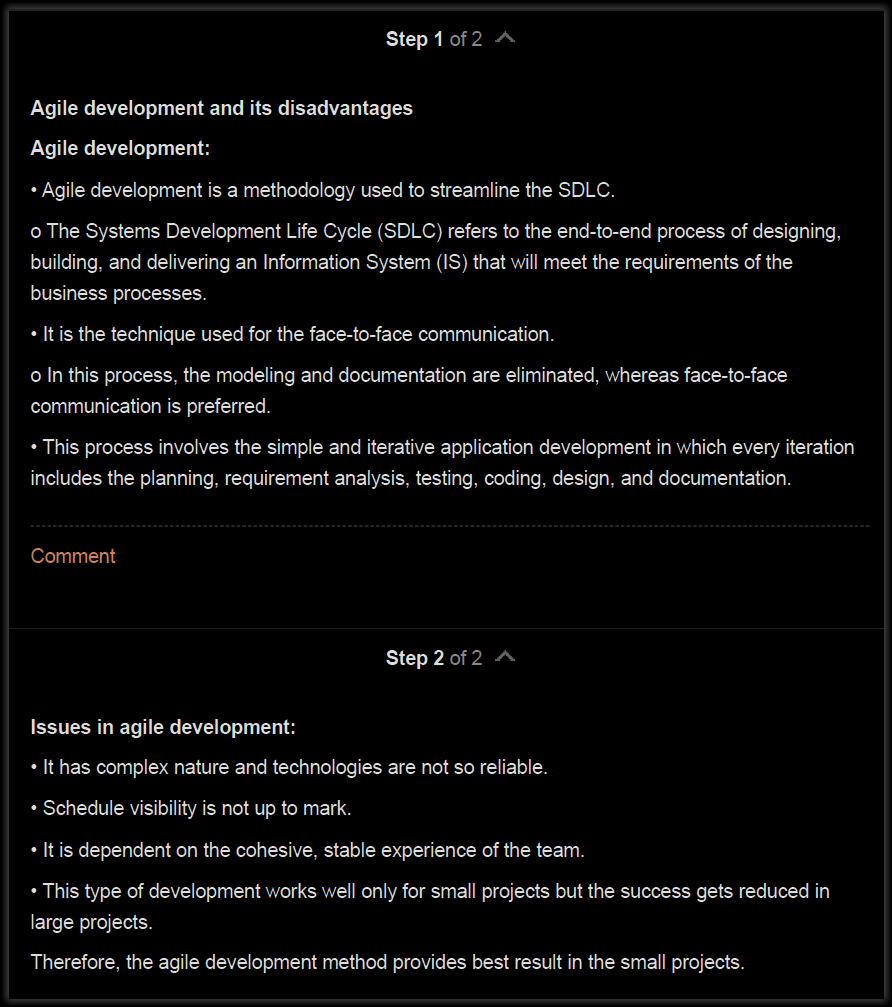 Step 1 of 2
Agile development and its disadvantages
Agile development:
• Agile development is a methodology used to streamline the SDLC.
o The Systems Development Life Cycle (SDLC) refers to the end-to-end process of designing,
building, and delivering an Information System (IS) that will meet the requirements of the
business processes.
• It is the technique used for the face-to-face communication.
o In this process, the modeling and documentation are eliminated, whereas face-to-face
communication is preferred.
• This process involves the simple and iterative application development in which every iteration
includes the planning, requirement analysis, testing, coding, design, and documentation.
Comment
Step 2 of 2
Issues in agile development:
• It has complex nature and technologies are not so reliable.
• Schedule visibility is not up to mark.
• It is dependent on the cohesive, stable experience of the team.
• This type of development works well only for small projects but the success gets reduced in
large projects.
Therefore, the agile development method provides best result in the small projects.